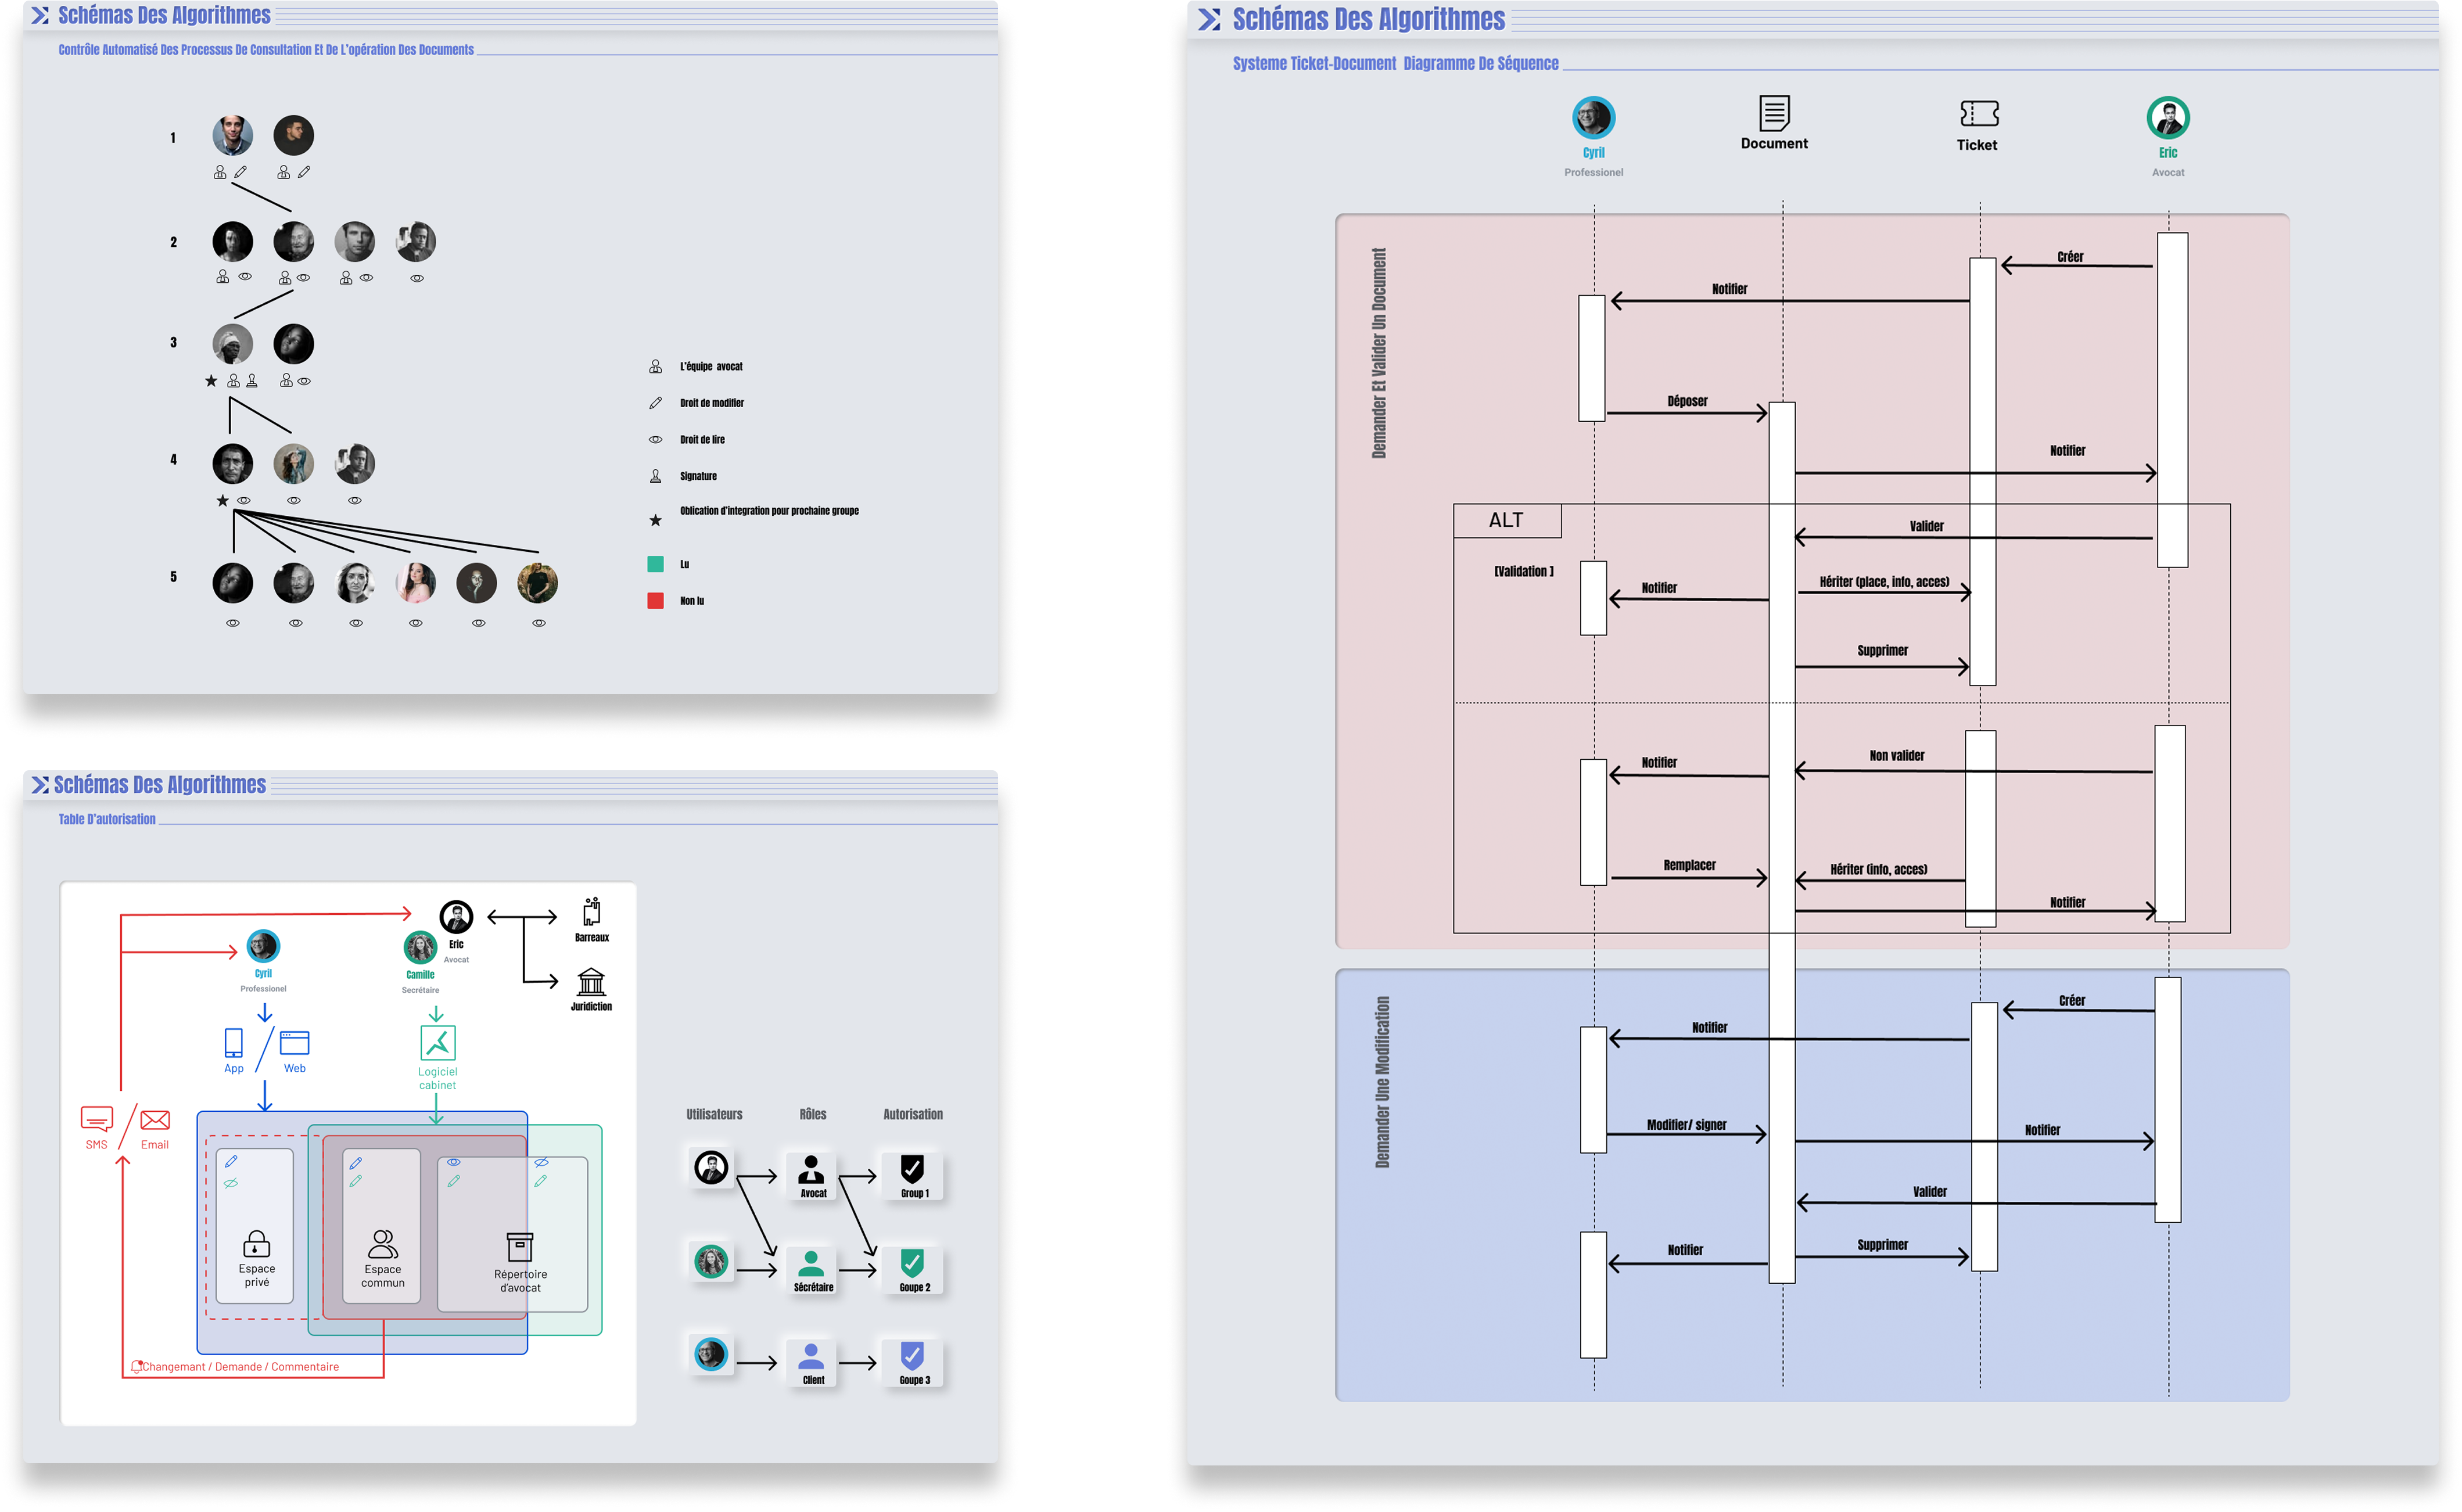 Schémas Des Algorithmes
Contrôle Automatisé Des Processus De Consultation Et De L'opération Des Documents
1
2
3
4
5
L'équipe avocat
Droit de modifier
Droit de lire
Signature
Oblication d'integration pour prochaine groupe
Lu
Non lu
Schémas Des Algorithmes
Table D'autorisation
Eric
Avocat
Barreaux
Cyril
Professionel
Camille
Secrétaire
Juridiction
App
Web
Logiciel
cabinet
SMS
Email
Espace
privé
Espace
commun
Répertoire
d'avocat
Changemant / Demande / Commentaire
Utilisateurs
Rôles
Autorisation
Avocat
Group 1
Sécrétaire
Goupe 2
Client
Goupe 3
Schémas Des Algorithmes
Systeme Ticket-Document Diagramme De Séquence
Cyril
Professionel
Document
Ticket
Eric
Avocat
Demander Et Valider Un Document
Créer
Notifier
Déposer
Notifier
ALT
Valider
[Validation ]
Notifier
Hériter (place, info, acces)
Supprimer
Non valider
Notifier
Remplacer
Hériter (info, acces)
Notifier
Demander Une Modification
Créer
Notifier
Modifier/ signer
Notifier
Valider
Notifier
Supprimer